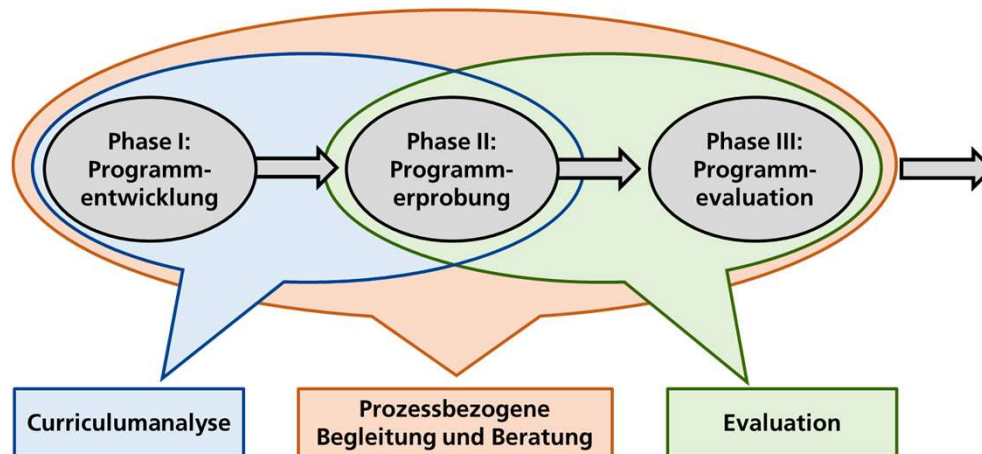 Phase I:
Programm-
entwicklung
Phase II:
Programm-
erprobung
Phase III:
Programm-
evaluation
Curriculumanalyse
Prozessbezogene
Begleitung und Beratung
Evaluation